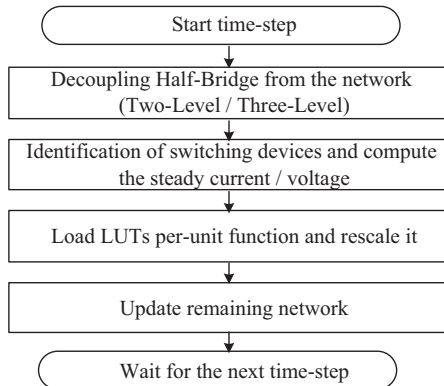 Start time-step
Decoupling Half-Bridge from the network
(Two-Level / Three-Level)
Identification of switching devices and compute
the steady current / voltage
Load LUTs per-unit function and rescale it
Update remaining network
Wait for the next time-step